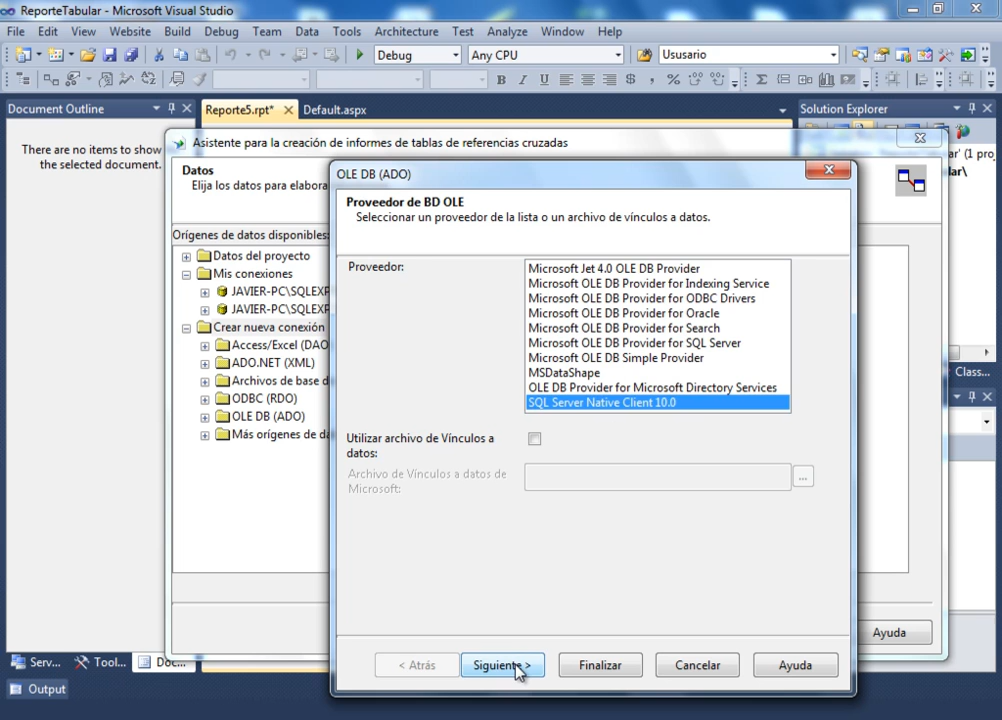 ReporteTabular - Microsoft Visual Studio
File Edit View Website Build Debug Team Data Tools Architecture Test Analyze Window Help
Debug Any CPU Ususario
B I U $ , % Σ
Document Outline Reporte5.rpt* Default.aspx Solution Explorer
There are no items to show
the selected document.
Asistente para la creación de informes de tablas de referencias cruzadas
Datos
Elija los datos para elabora
Orígenes de datos disponibles:
Datos del proyecto
Mis conexiones
JAVIER-PC\SQLEXP
JAVIER-PC\SQLEXP
Crear nueva conexión
Access/Excel (DAO
ADO.NET (XML)
Archivos de base d
ODBC (RDO)
OLE DB (ADO)
Más orígenes de da
OLE DB (ADO)
Proveedor de BD OLE
Seleccionar un proveedor de la lista o un archivo de vínculos a datos.
Proveedor:
Microsoft Jet 4.0 OLE DB Provider
Microsoft OLE DB Provider for Indexing Service
Microsoft OLE DB Provider for ODBC Drivers
Microsoft OLE DB Provider for Oracle
Microsoft OLE DB Provider for Search
Microsoft OLE DB Provider for SQL Server
Microsoft OLE DB Simple Provider
MSDataShape
OLE DB Provider for Microsoft Directory Services
SQL Server Native Client 10.0
Utilizar archivo de Vínculos a
datos:
Archivo de Vínculos a datos de
Microsoft:
...
< Atrás Siguiente > Finalizar Cancelar Ayuda
Ayuda
(1 proj
ar\
Class...
Serv... Tool... Doc...
Output